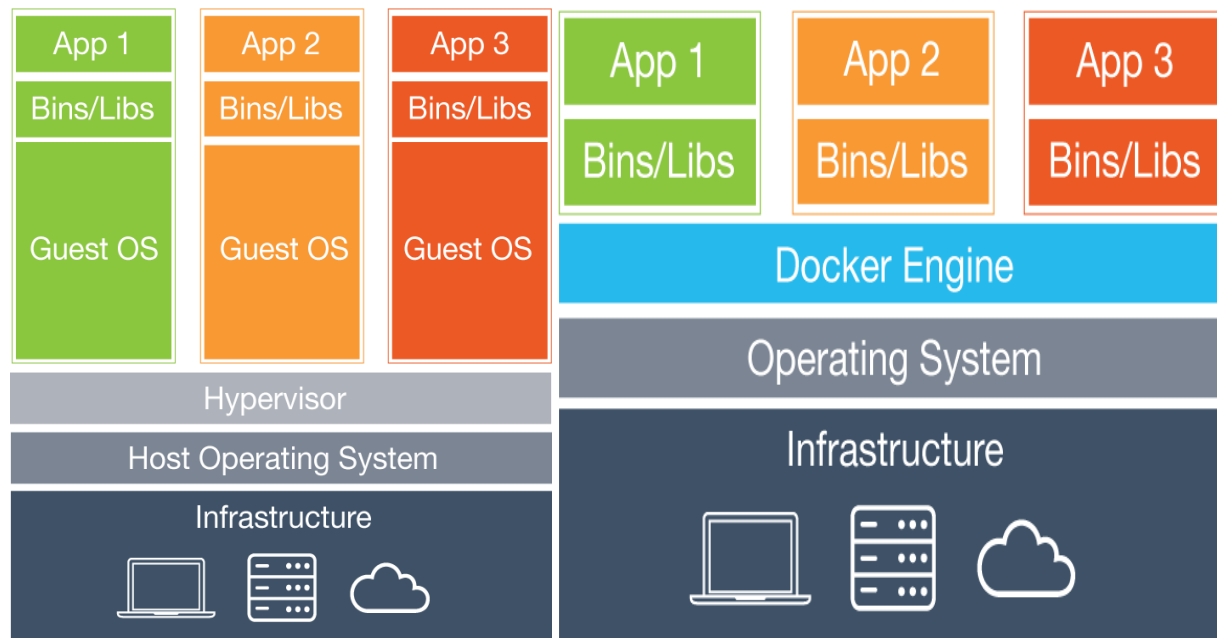 App 1
App 2
App 3
Bins/Libs
Bins/Libs
Bins/Libs
Guest OS
Guest OS
Guest OS
Hypervisor
Host Operating System
Infrastructure
App 1
App 2
App 3
Bins/Libs
Bins/Libs
Bins/Libs
Docker Engine
Operating System
Infrastructure